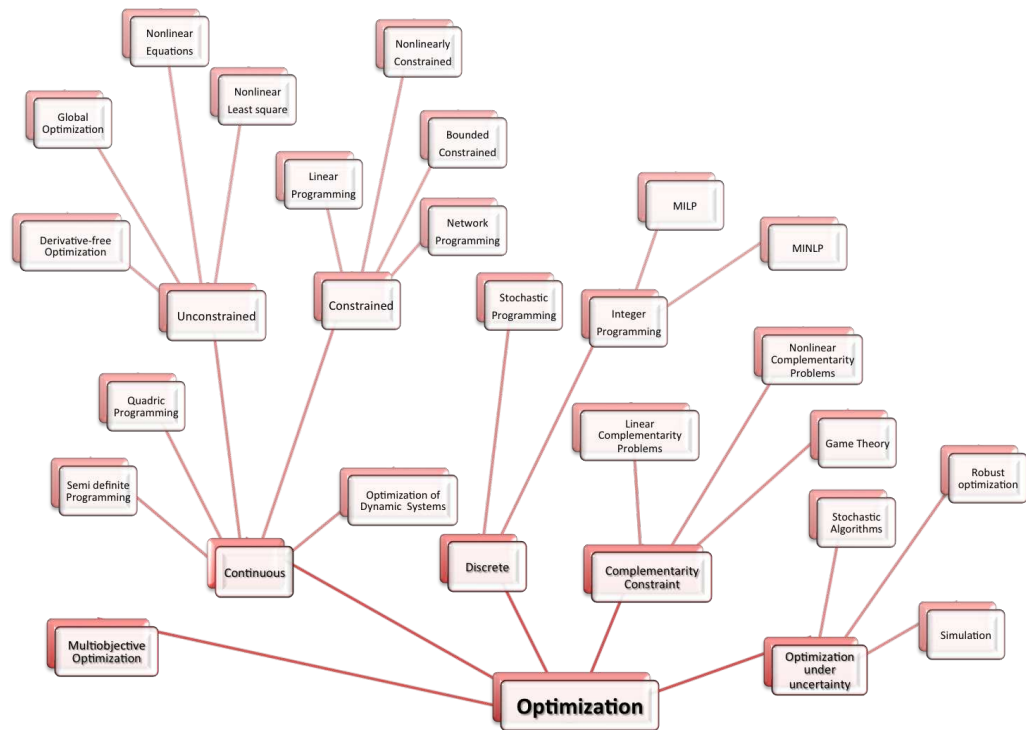 Nonlinear
Equations
Nonlinearly
Constrained
Nonlinear
Least square
Global
Optimization
Bounded
Constrained
Linear
Programming
MILP
Network
Programming
Derivative-free
Optimization
MINLP
Stochastic
Programming
Constrained
Integer
Programming
Unconstrained
Nonlinear
Complementarity
Problems
Quadric
Programming
Linear
Complementarity
Problems
Game Theory
Robust
optimization
Semi definite
Programming
Optimization of
Dynamic Systems
Stochastic
Algorithms
Continuous
Discrete
Complementarity
Constraint
Simulation
Multiobjective
Optimization
Optimization
under
uncertainty
Optimization